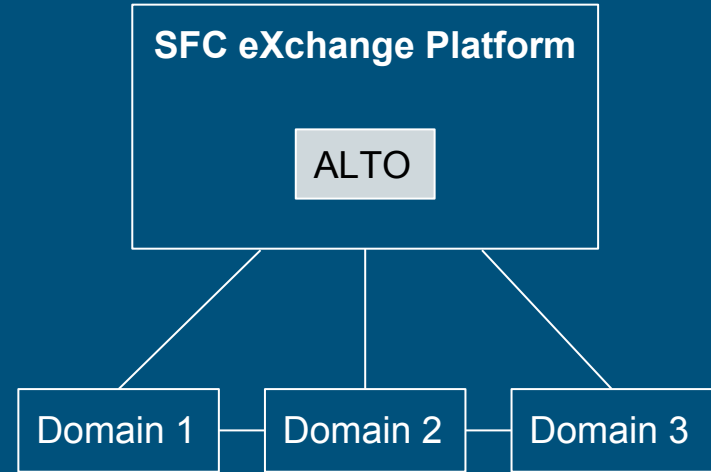 SFC eXchange Platform
ALTO
Domain 1
Domain 2
Domain 3